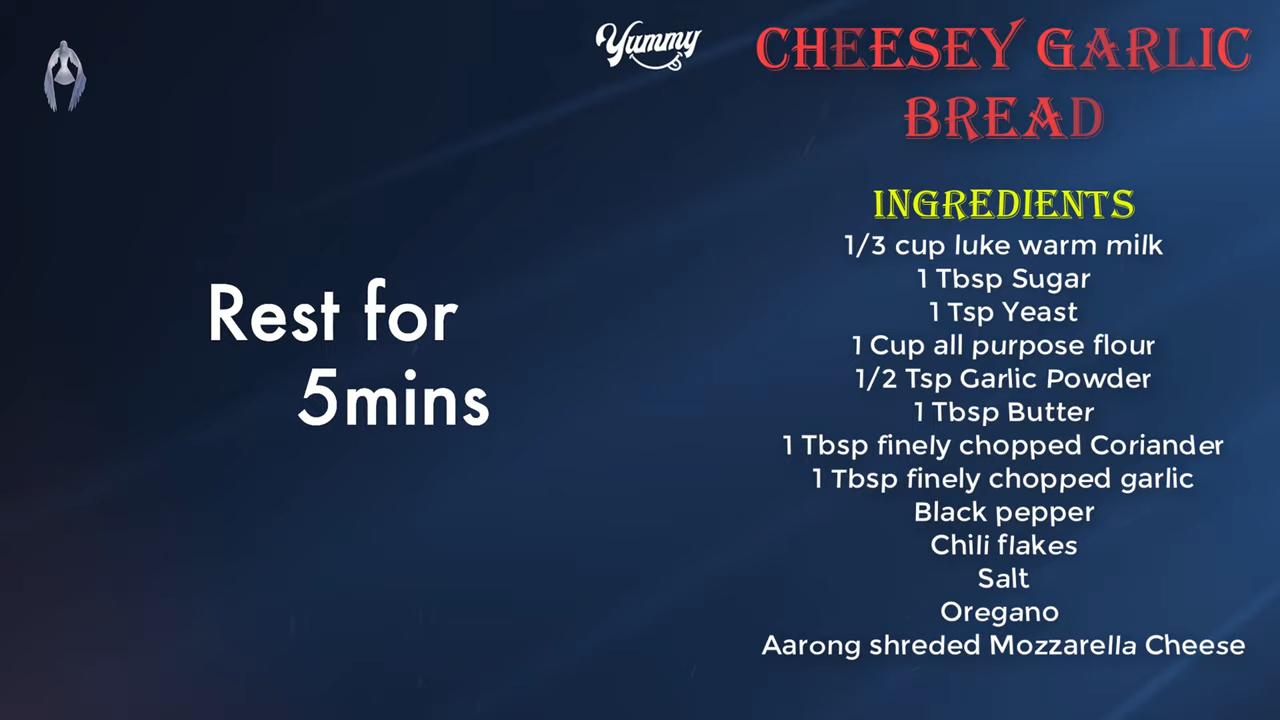 Yummy
CHEESEY GARLIC
BREAD
INGREDIENTS
1/3 cup luke warm milk
1 Tbsp Sugar
1 Tsp Yeast
1 Cup all purpose flour
1/2 Tsp Garlic Powder
1 Tbsp Butter
1 Tbsp finely chopped Coriander
1 Tbsp finely chopped garlic
Black pepper
Chili flakes
Salt
Oregano
Aarong shreded Mozzarella Cheese
Rest for
5mins